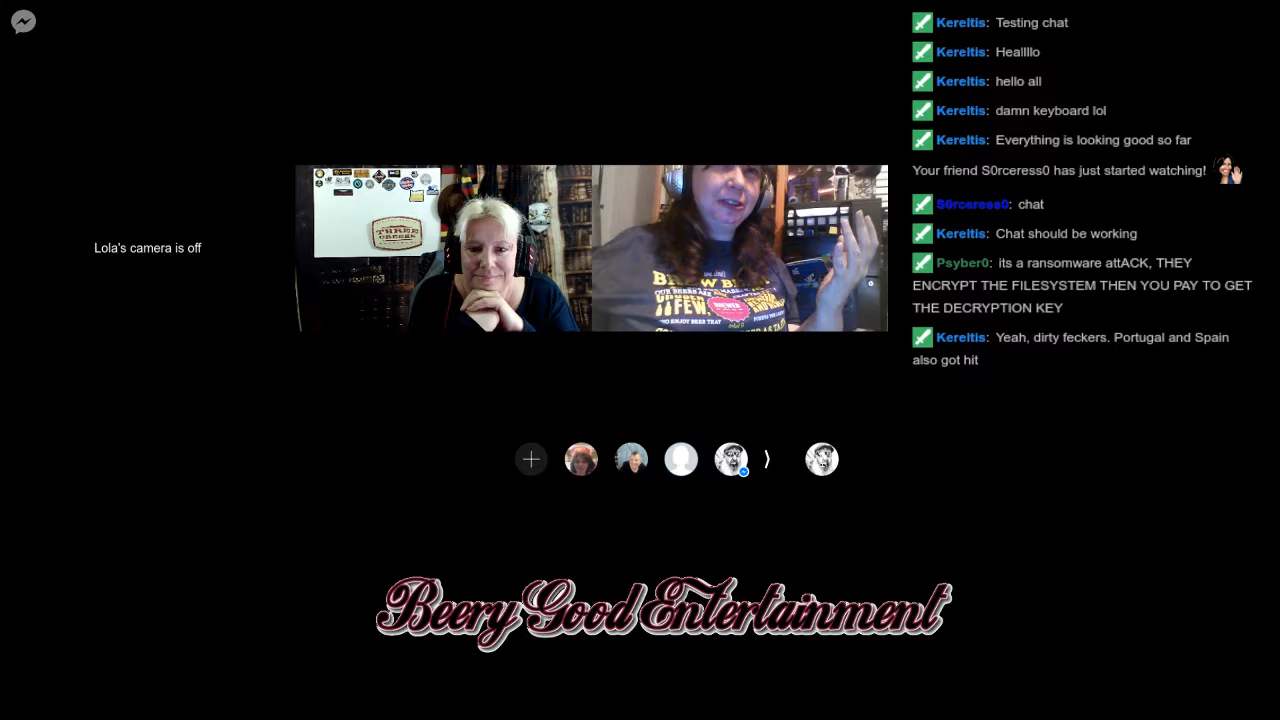 Kereltis: Testing chat
Kereltis: Heallllo
Kereltis: hello all
Kereltis: damn keyboard lol
Kereltis: Everything is looking good so far
Your friend S0rceress0 has just started watching!
S0rceress0: chat
Kereltis: Chat should be working
Psyber0: its a ransomware attACK, THEY
ENCRYPT THE FILESYSTEM THEN YOU PAY TO GET
THE DECRYPTION KEY
Kereltis: Yeah, dirty feckers. Portugal and Spain
also got hit
Lola's camera is off
THREE CREEKS
FEW,
Beery Good Entertainment